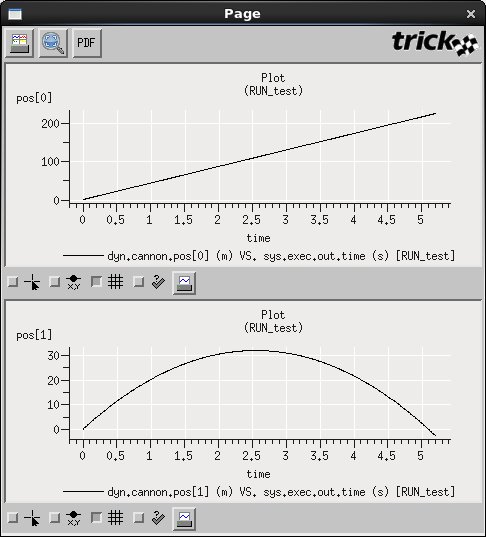 Page
PDF
trick
Plot
(RUN_test)
pos[0]
200
100
0
0 0.5 1 1.5 2 2.5 3 3.5 4 4.5 5
time
dyn.cannon.pos[0] (m) VS. sys.exec.out.time (s) [RUN_test]
X,Y
Plot
(RUN_test)
pos[1]
30
20
10
0
0 0.5 1 1.5 2 2.5 3 3.5 4 4.5 5
time
dyn.cannon.pos[1] (m) VS. sys.exec.out.time (s) [RUN_test]
X,Y